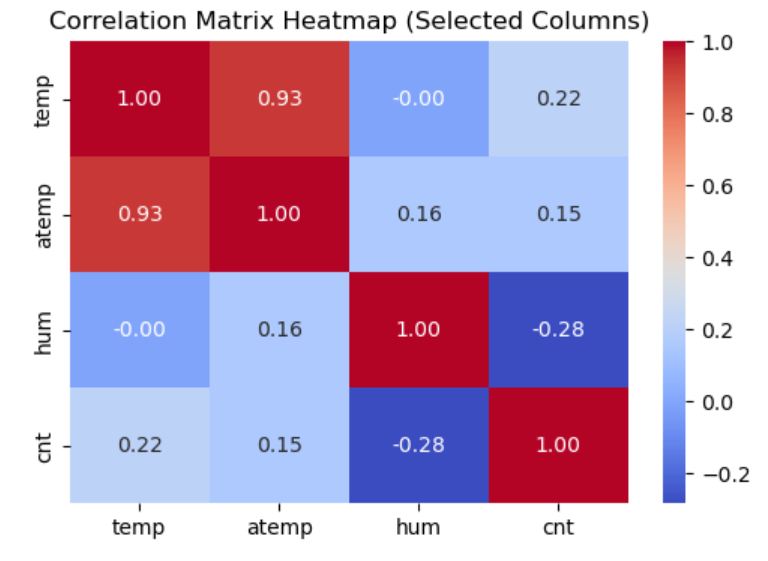 Correlation Matrix Heatmap (Selected Columns)
temp 1.00 0.93 -0.00 0.22
atemp 0.93 1.00 0.16 0.15
hum -0.00 0.16 1.00 -0.28
cnt 0.22 0.15 -0.28 1.00
temp atemp hum cnt
1.0
0.8
0.6
0.4
0.2
0.0
−0.2